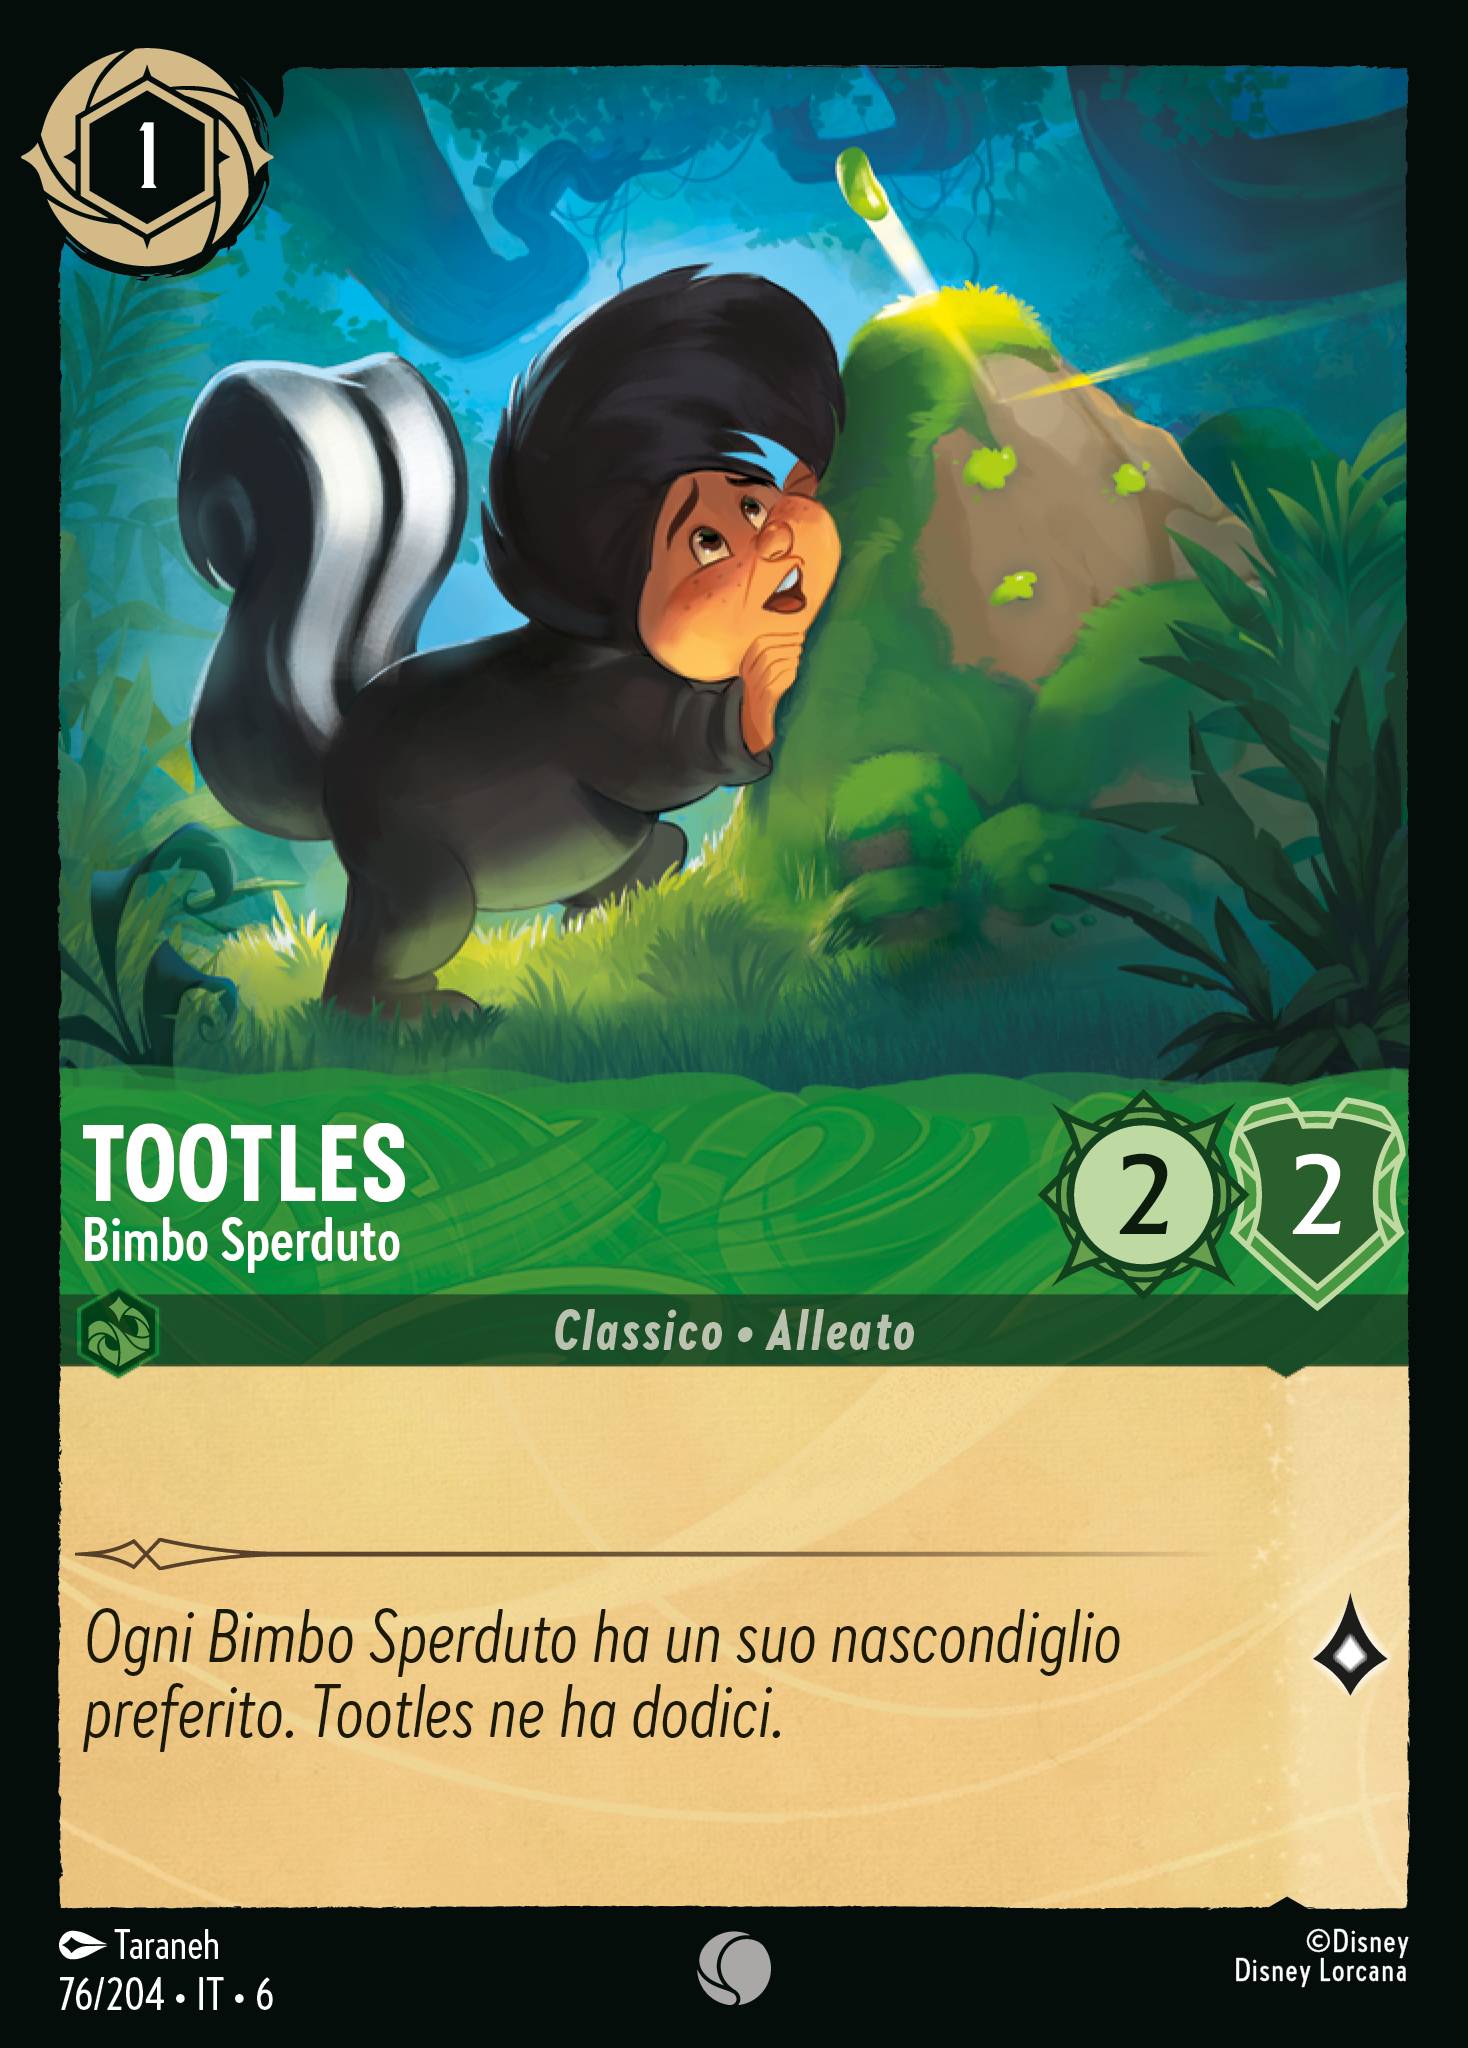 1
TOOTLES
Bimbo Sperduto
2
2
Classico • Alleato
Ogni Bimbo Sperduto ha un suo nascondiglio
preferito. Tootles ne ha dodici.
Taraneh
76/204 • IT • 6
©Disney
Disney Lorcana